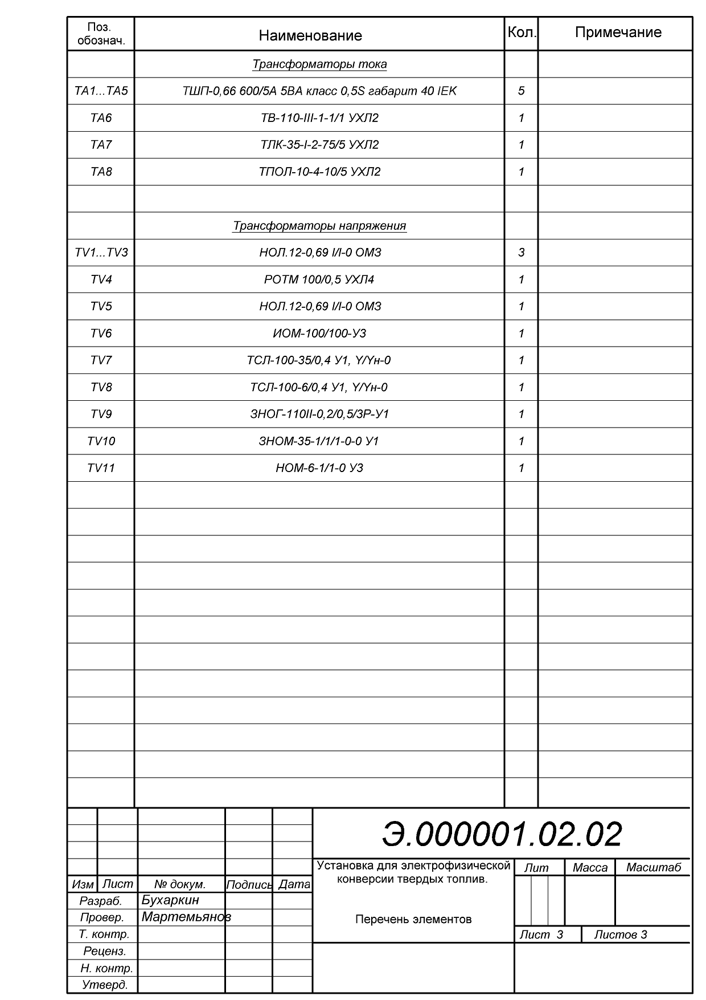 Поз. обознач. Наименование Кол. Примечание
Трансформаторы тока
TA1...TA5 ТШП-0,66 600/5А 5ВА класс 0,5S габарит 40 IEK 5
TA6 ТВ-110-III-1-1/1 УХЛ2 1
TA7 ТЛК-35-I-2-75/5 УХЛ2 1
TA8 ТПОЛ-10-4-10/5 УХЛ2 1
Трансформаторы напряжения
TV1...TV3 НОЛ.12-0,69 I/I-0 ОМЗ 3
TV4 РОТМ 100/0,5 УХЛ4 1
TV5 НОЛ.12-0,69 I/I-0 ОМЗ 1
TV6 ИОМ-100/100-У3 1
TV7 ТСЛ-100-35/0,4 У1, Y/Yн-0 1
TV8 ТСЛ-100-6/0,4 У1, Y/Yн-0 1
TV9 ЗНОГ-110II-0,2/0,5/3Р-У1 1
TV10 ЗНОМ-35-1/1/1-0-0 У1 1
TV11 НОМ-6-1/1-0 У3 1
Э.000001.02.02
Установка для электрофизической
конверсии твердых топлив.
Перечень элементов
Лит Масса Масштаб
Лист 3 Листов 3
Изм Лист № докум. Подпись Дата
Разраб. Бухаркин
Провер. Мартемьянов
Т. контр.
Реценз.
Н. контр.
Утверд.